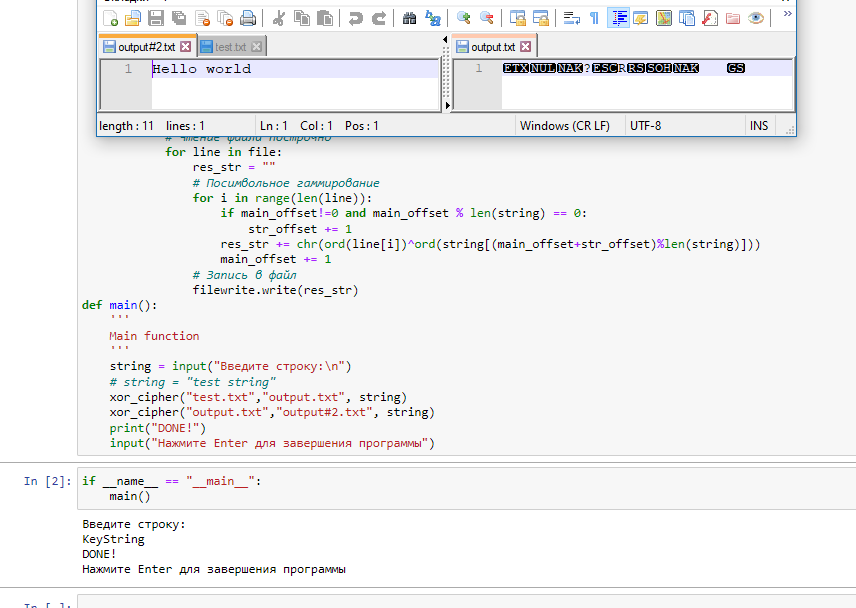 output#2.txt
test.txt
output.txt
1 Hello world
1 ETXNULNAK?ESCRRSSOHNAK GS
length : 11 lines : 1 Ln : 1 Col : 1 Pos : 1 Windows (CR LF) UTF-8 INS
# Чтение файла построчно
for line in file:
res_str = ""
# Посимвольное гаммирование
for i in range(len(line)):
if main_offset!=0 and main_offset % len(string) == 0:
str_offset += 1
res_str += chr(ord(line[i])^ord(string[(main_offset+str_offset)%len(string)]))
main_offset += 1
# Запись в файл
filewrite.write(res_str)
def main():
'''
Main function
'''
string = input("Введите строку:\n")
# string = "test string"
xor_cipher("test.txt","output.txt", string)
xor_cipher("output.txt","output#2.txt", string)
print("DONE!")
input("Нажмите Enter для завершения программы")
In [2]: if __name__ == "__main__":
main()
Введите строку:
KeyString
DONE!
Нажмите Enter для завершения программы